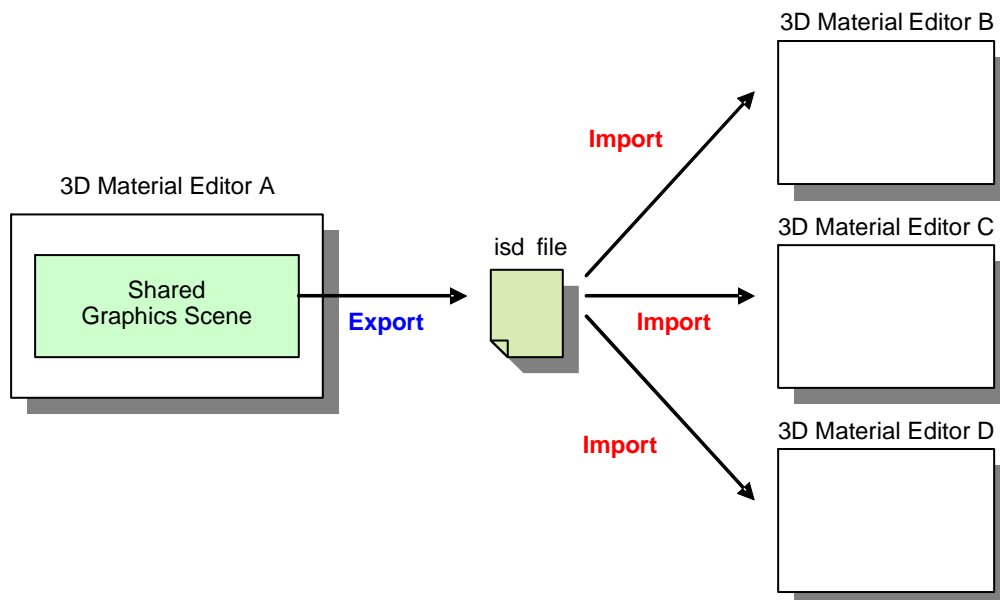 3D Material Editor A
Shared
Graphics Scene
Export
isd file
Import
Import
Import
3D Material Editor B
3D Material Editor C
3D Material Editor D